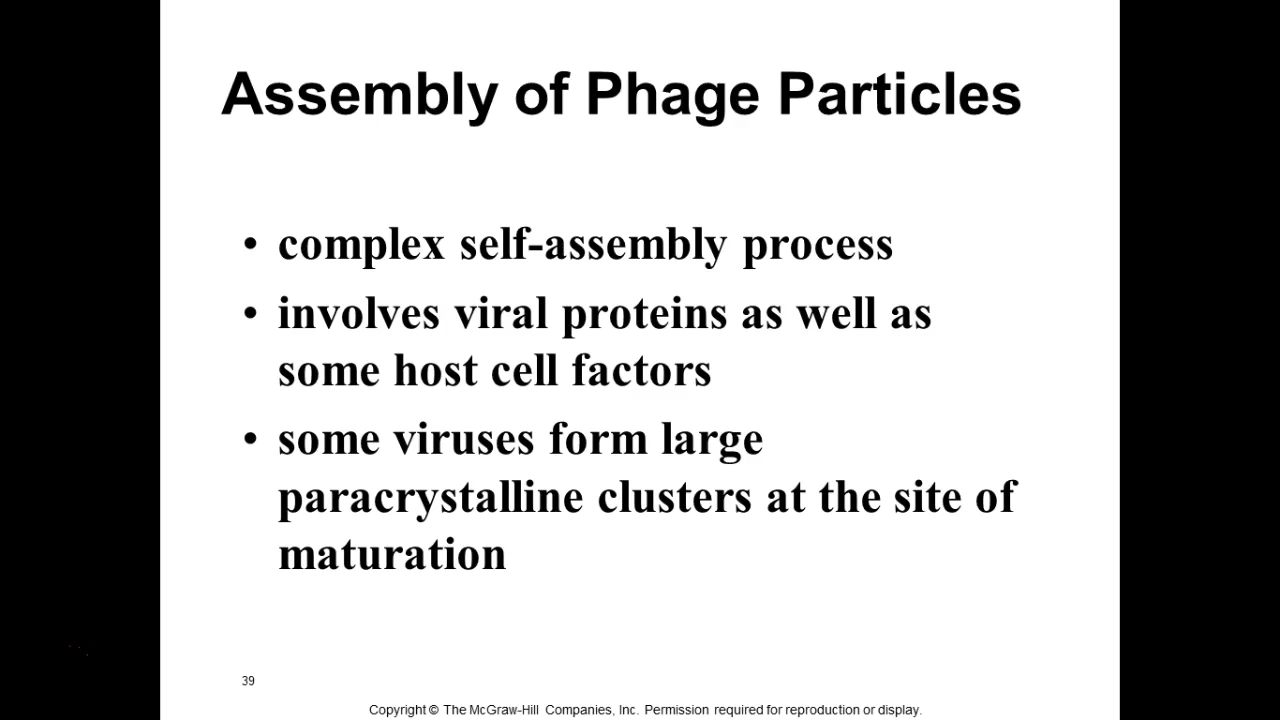 Assembly of Phage Particles
• complex self-assembly process
• involves viral proteins as well as
some host cell factors
• some viruses form large
paracrystalline clusters at the site of
maturation
39
Copyright © The McGraw-Hill Companies, Inc. Permission required for reproduction or display.